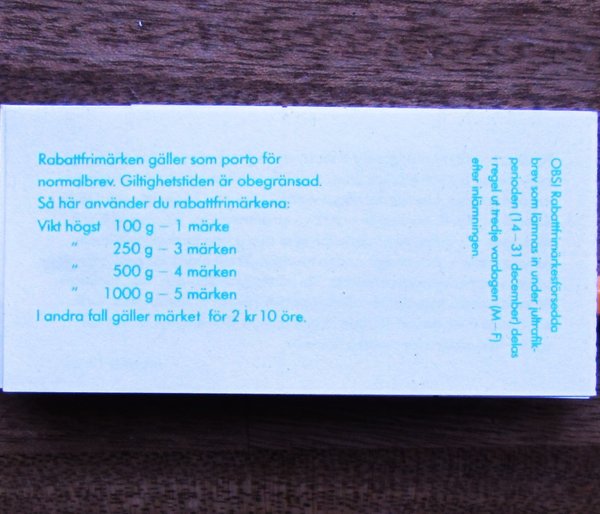 Rabattfrimärken gäller som porto för
normalbrev. Giltighetstiden är obegränsad.
Så här använder du rabattfrimärkena:
Vikt högst 100 g – 1 märke
" 250 g – 3 märken
" 500 g – 4 märken
" 1000 g – 5 märken
I andra fall gäller märket för 2 kr 10 öre.
OBS! Rabattfrimärkesförsedda
brev som lämnas in under jultrafik-
perioden (14–31 december) delas
i regel ut tredje vardagen (M–F)
efter inlämningen.